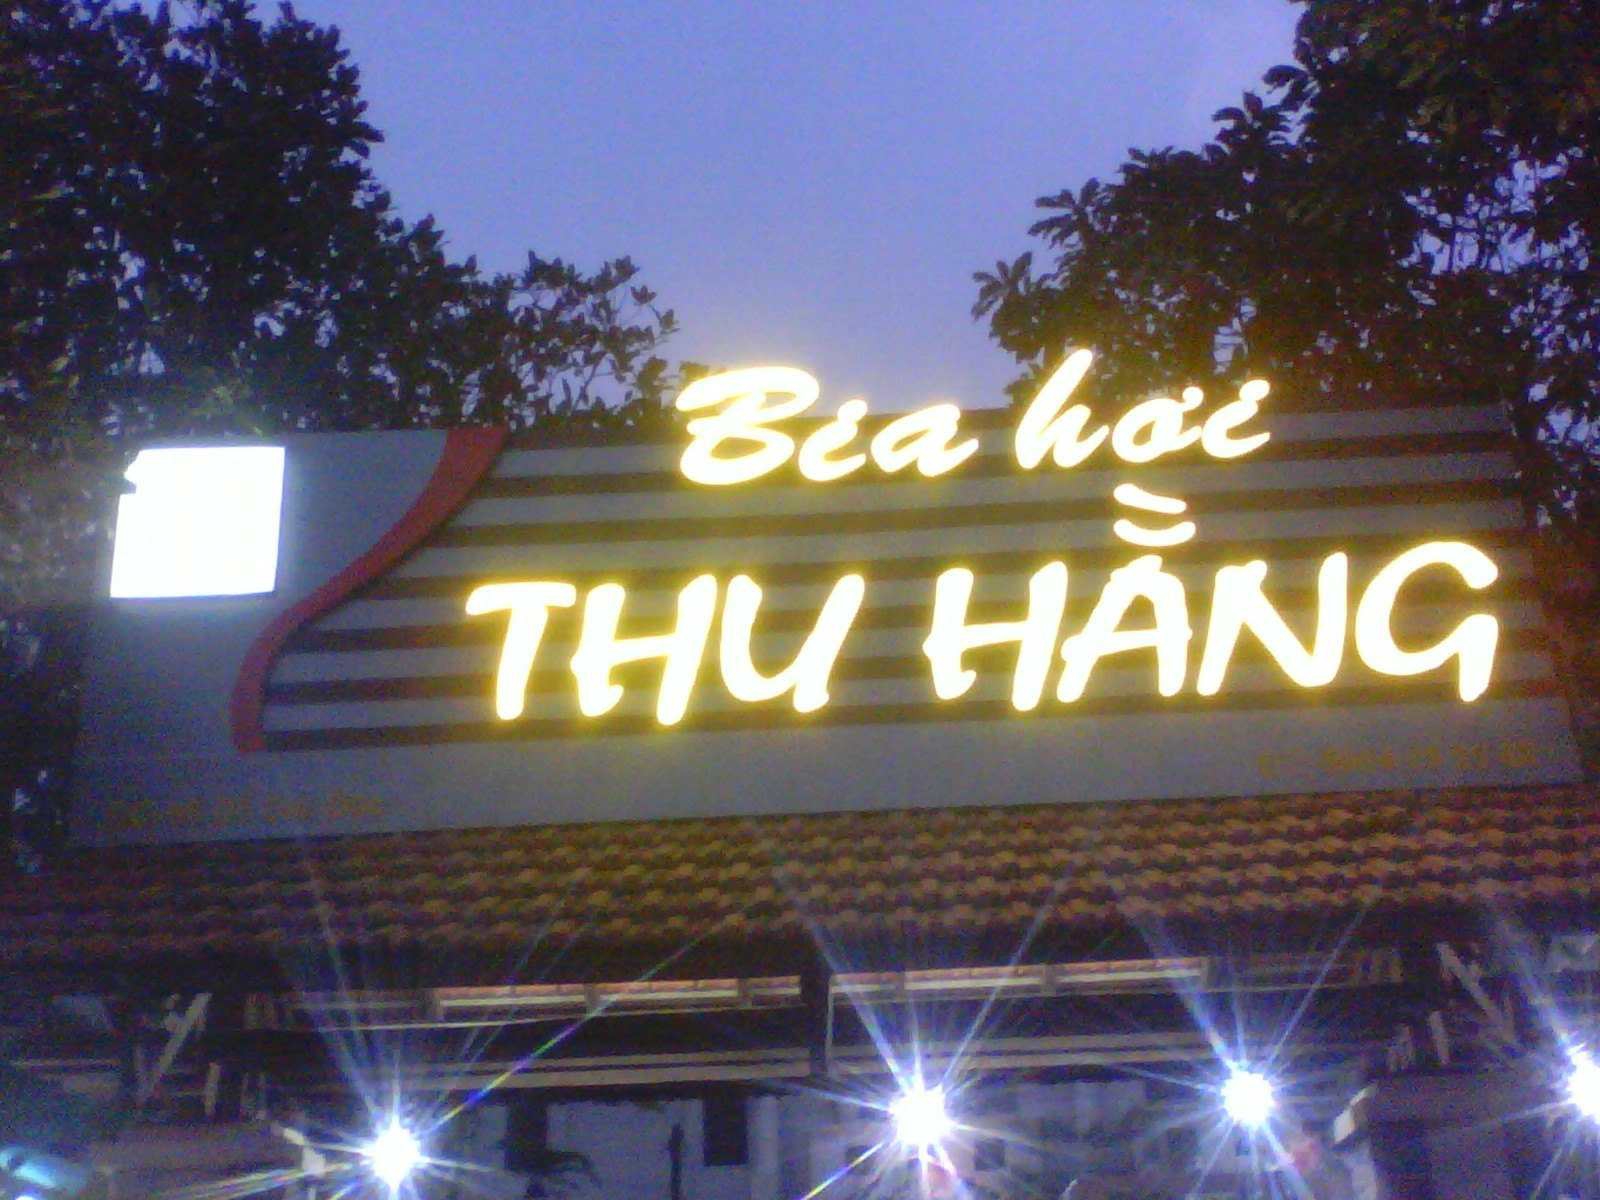 Bia hơi
THU HẰNG